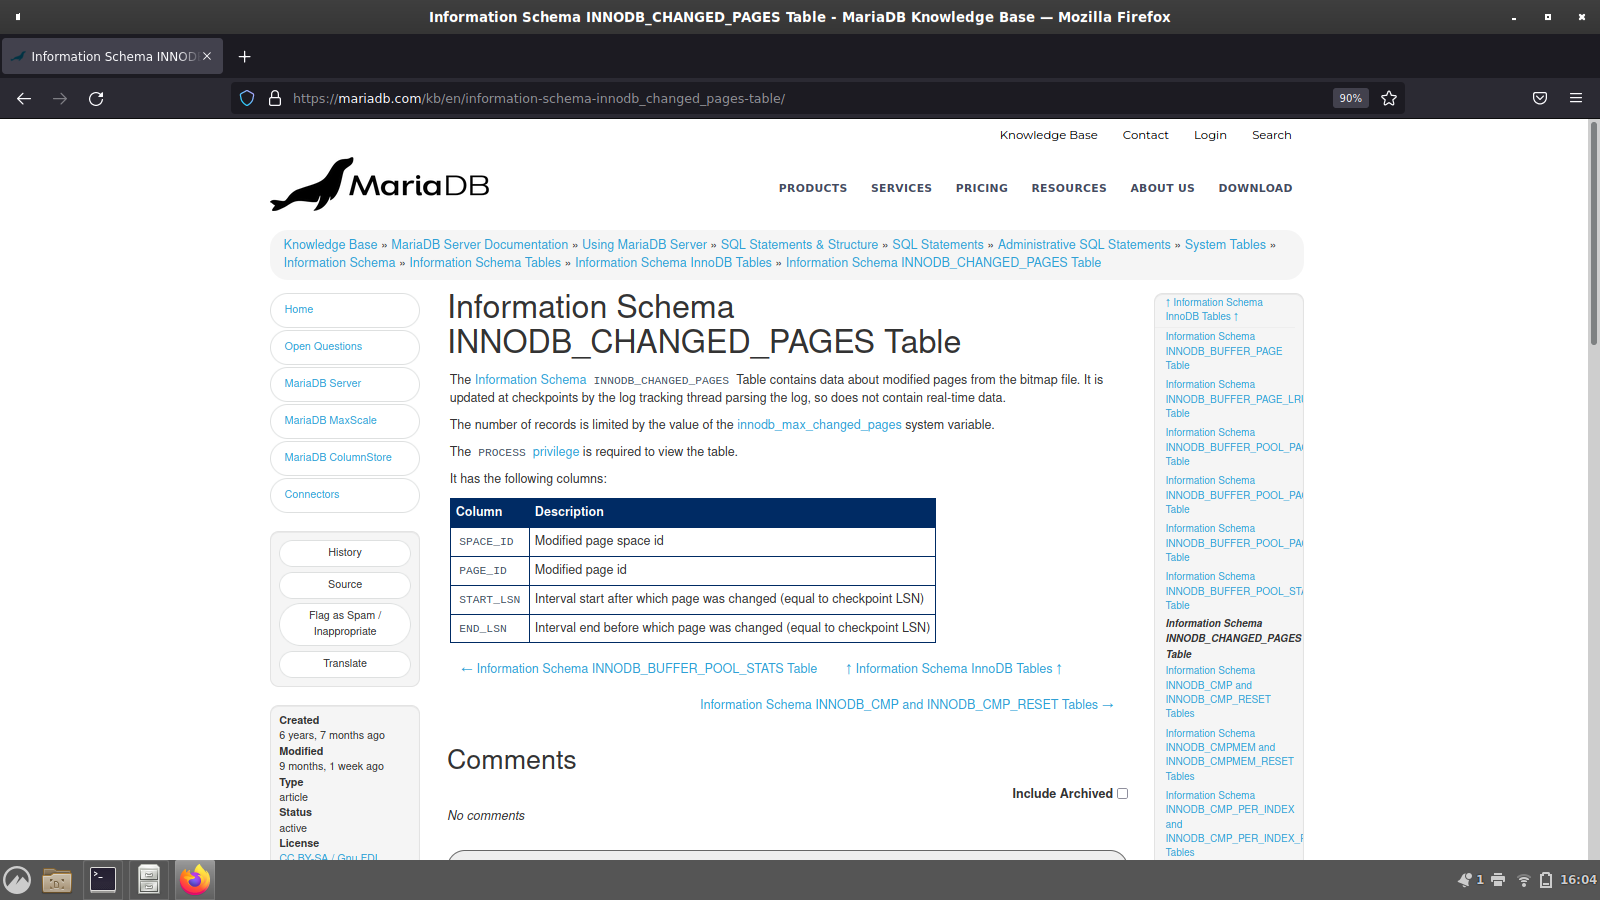 Information Schema INNODB_CHANGED_PAGES Table - MariaDB Knowledge Base — Mozilla Firefox
Information Schema INNOD
https://mariadb.com/kb/en/information-schema-innodb_changed_pages-table/
90%
Knowledge Base Contact Login Search
MariaDB
PRODUCTS SERVICES PRICING RESOURCES ABOUT US DOWNLOAD
Knowledge Base » MariaDB Server Documentation » Using MariaDB Server » SQL Statements & Structure » SQL Statements » Administrative SQL Statements » System Tables »
Information Schema » Information Schema Tables » Information Schema InnoDB Tables » Information Schema INNODB_CHANGED_PAGES Table
Home
Open Questions
MariaDB Server
MariaDB MaxScale
MariaDB ColumnStore
Connectors
History
Source
Flag as Spam /
Inappropriate
Translate
Created
6 years, 7 months ago
Modified
9 months, 1 week ago
Type
article
Status
active
License
CC BY-SA / Gnu FDL
Information Schema
INNODB_CHANGED_PAGES Table
The Information Schema INNODB_CHANGED_PAGES Table contains data about modified pages from the bitmap file. It is
updated at checkpoints by the log tracking thread parsing the log, so does not contain real-time data.
The number of records is limited by the value of the innodb_max_changed_pages system variable.
The PROCESS privilege is required to view the table.
It has the following columns:
Column Description
SPACE_ID Modified page space id
PAGE_ID Modified page id
START_LSN Interval start after which page was changed (equal to checkpoint LSN)
END_LSN Interval end before which page was changed (equal to checkpoint LSN)
← Information Schema INNODB_BUFFER_POOL_STATS Table ↑ Information Schema InnoDB Tables ↑
Information Schema INNODB_CMP and INNODB_CMP_RESET Tables →
Comments
Include Archived
No comments
↑ Information Schema
InnoDB Tables ↑
Information Schema
INNODB_BUFFER_PAGE
Table
Information Schema
INNODB_BUFFER_PAGE_LR
Table
Information Schema
INNODB_BUFFER_POOL_PA
Table
Information Schema
INNODB_BUFFER_POOL_PA
Table
Information Schema
INNODB_BUFFER_POOL_PA
Table
Information Schema
INNODB_BUFFER_POOL_STA
Table
Information Schema
INNODB_CHANGED_PAGES
Table
Information Schema
INNODB_CMP and
INNODB_CMP_RESET
Tables
Information Schema
INNODB_CMPMEM and
INNODB_CMPMEM_RESET
Tables
Information Schema
INNODB_CMP_PER_INDEX
and
INNODB_CMP_PER_INDEX_R
Tables
1
16:04